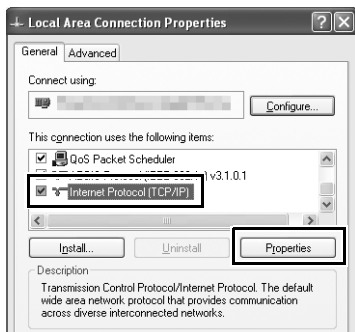 Local Area Connection Properties
General Advanced
Connect using:
Configure...
This connection uses the following items:
QoS Packet Scheduler
v3.1.0.1
Internet Protocol (TCP/IP)
Install... Uninstall Properties
Description
Transmission Control Protocol/Internet Protocol. The default
wide area network protocol that provides communication
across diverse interconnected networks.